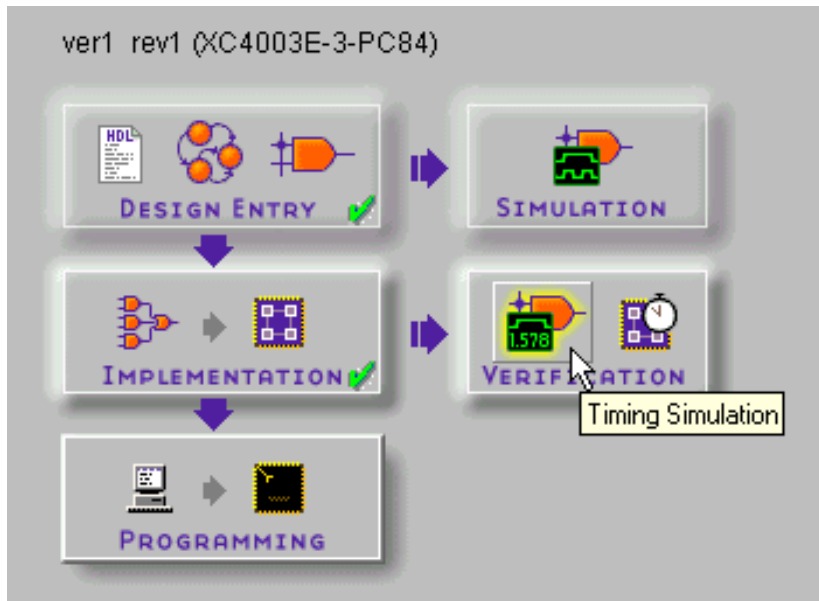 ver1 rev1 (XC4003E-3-PC84)
HDL
DESIGN ENTRY
SIMULATION
1.578
IMPLEMENTATION
VERIFICATION
Timing Simulation
PROGRAMMING